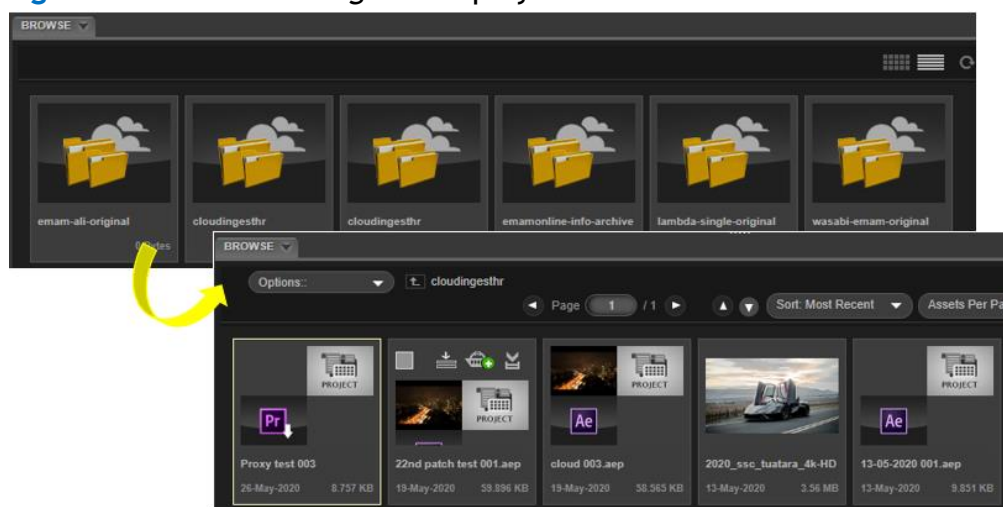 BROWSE
emam-ali-original
cloudingesthr
cloudingesthr
emamonline-info-archive
lambda-single-original
wasabi-emam-original
BROWSE
Options::
cloudingesthr
Page 1 / 1
Sort: Most Recent
Assets Per Pa
PROJECT
PROJECT
PROJECT
PROJECT
Pr
Ae
Ae
Proxy test 003
22nd patch test 001.aep
cloud 003.aep
2020_ssc_tuatara_4k-HD
13-05-2020 001.aep
26-May-2020 8.757 KB
19-May-2020 59.896 KB
19-May-2020 58.565 KB
13-May-2020 3.56 MB
13-May-2020 9.851 KB